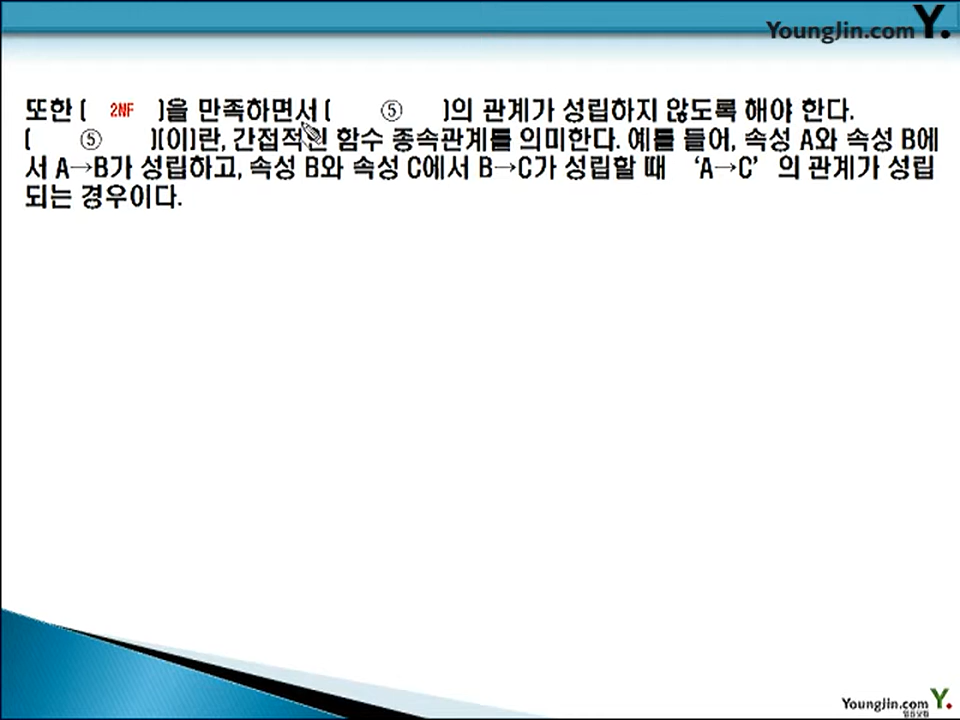 YoungJin.com Y.
또한 ( 2NF )을 만족하면서 ( ⑤ )의 관계가 성립하지 않도록 해야 한다.
( ⑤ )(이)란, 간접적인 함수 종속관계를 의미한다. 예를 들어, 속성 A와 속성 B에
서 A→B가 성립하고, 속성 B와 속성 C에서 B→C가 성립할 때 ‘A→C’의 관계가 성립
되는 경우이다.
YoungJin.com Y.